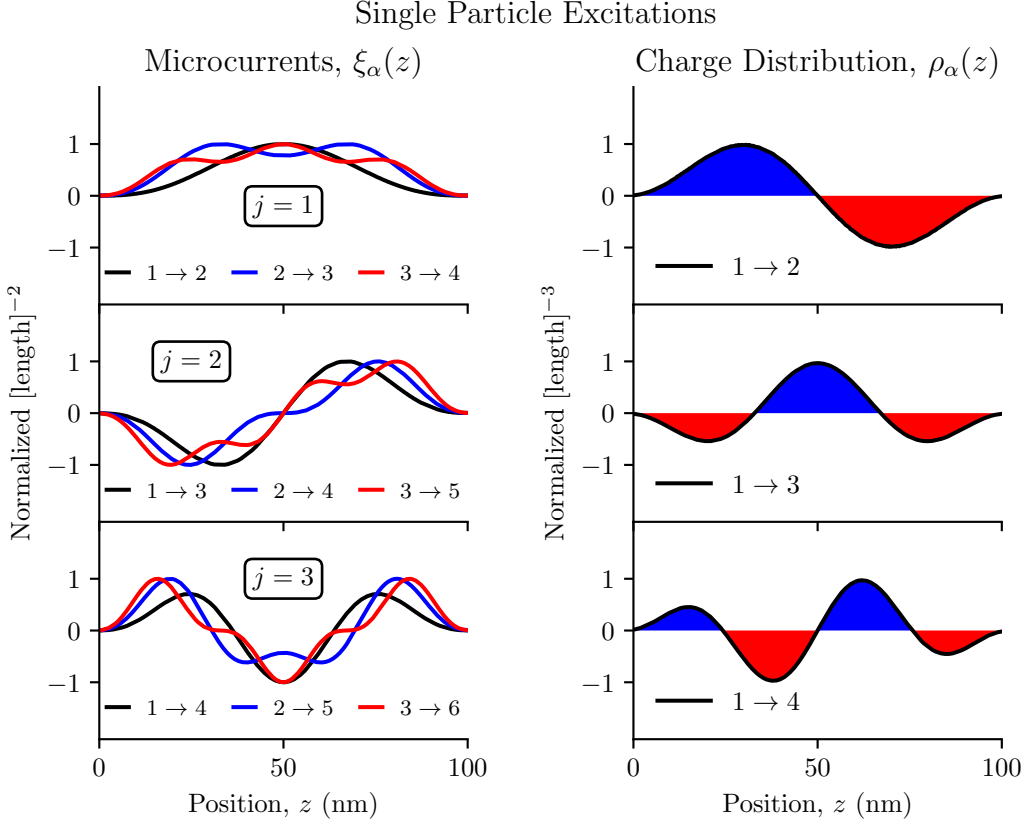 Single Particle Excitations
Microcurrents, ξα(z)
Charge Distribution, ρα(z)
Normalized [length]⁻²
1
0
−1
j = 1
1 → 2 2 → 3 3 → 4
1
0
−1
j = 2
1 → 3 2 → 4 3 → 5
1
0
−1
j = 3
1 → 4 2 → 5 3 → 6
0 50 100
Position, z (nm)
Normalized [length]⁻³
1
0
−1
1 → 2
1
0
−1
1 → 3
1
0
−1
1 → 4
0 50 100
Position, z (nm)